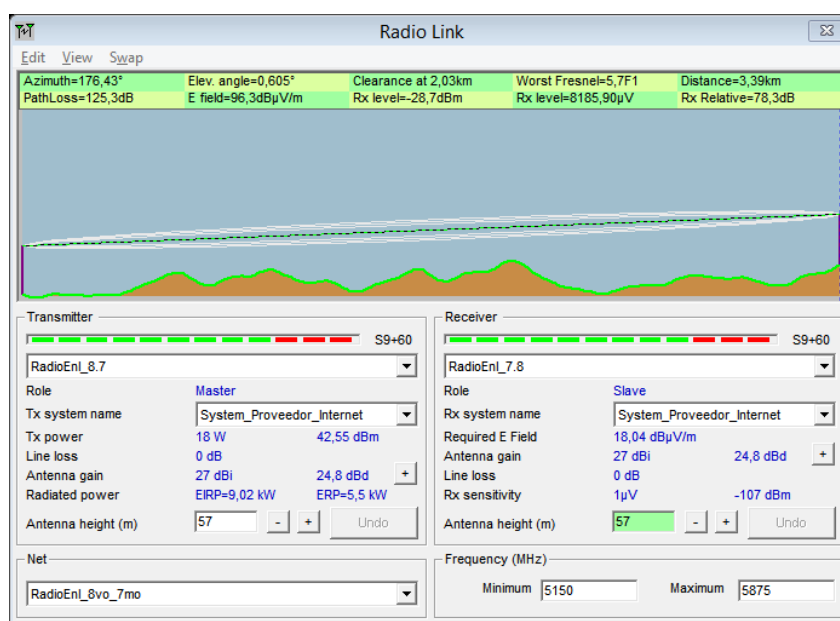 Radio Link
Edit View Swap
Azimuth=176,43° Elev. angle=0,605° Clearance at 2,03km Worst Fresnel=5,7F1 Distance=3,39km
PathLoss=125,3dB E field=96,3dBµV/m Rx level=-28,7dBm Rx level=8185,90µV Rx Relative=78,3dB
Transmitter
S9+60
RadioEnl_8.7
Role Master
Tx system name System_Proveedor_Internet
Tx power 18 W 42,55 dBm
Line loss 0 dB
Antenna gain 27 dBi 24,8 dBd +
Radiated power EIRP=9,02 kW ERP=5,5 kW
Antenna height (m) 57 - + Undo
Receiver
S9+60
RadioEnl_7.8
Role Slave
Rx system name System_Proveedor_Internet
Required E Field 18,04 dBµV/m
Antenna gain 27 dBi 24,8 dBd +
Line loss 0 dB
Rx sensitivity 1µV -107 dBm
Antenna height (m) 57 - + Undo
Net
RadioEnl_8vo_7mo
Frequency (MHz)
Minimum 5150 Maximum 5875